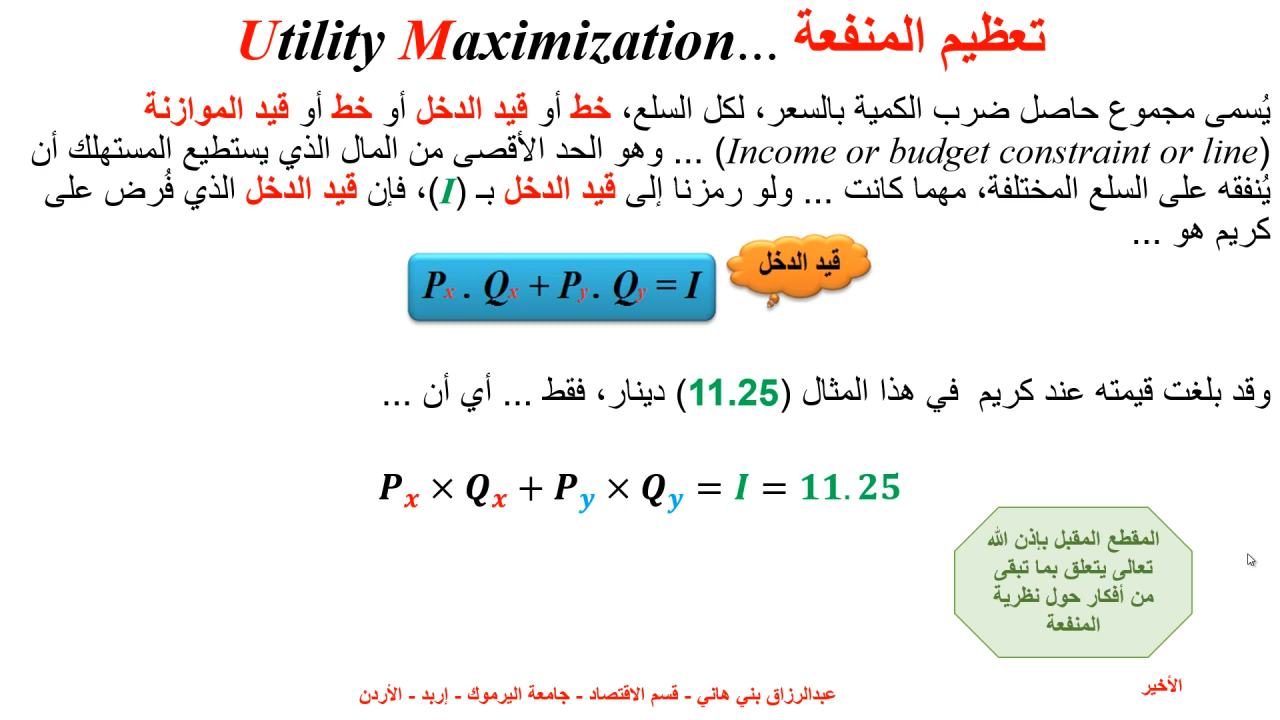 تعظيم المنفعة ...Utility Maximization
يُسمى مجموع حاصل ضرب الكمية بالسعر، لكل السلع، خط أو قيد الدخل أو خط أو قيد الموازنة
(Income or budget constraint or line) ... وهو الحد الأقصى من المال الذي يستطيع المستهلك أن
يُنفقه على السلع المختلفة، مهما كانت ... ولو رمزنا إلى قيد الدخل بـ (I)، فإن قيد الدخل الذي فُرض على
كريم هو ...
قيد الدخل
Px . Qx + Py . Qy = I
وقد بلغت قيمته عند كريم في هذا المثال (11.25) دينار، فقط ... أي أن ...
Px × Qx + Py × Qy = I = 11.25
المقطع المقبل بإذن الله
تعالى يتعلق بما تبقى
من أفكار حول نظرية
المنفعة
الأخير
عبدالرزاق بني هاني - قسم الاقتصاد - جامعة اليرموك - إربد - الأردن